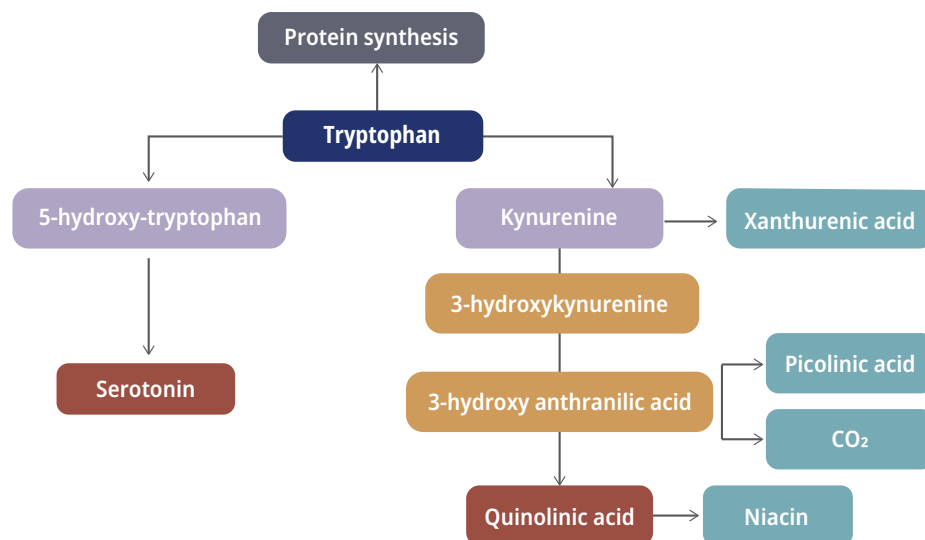 Protein synthesis
Tryptophan
5-hydroxy-tryptophan
Kynurenine
Xanthurenic acid
3-hydroxykynurenine
Serotonin
3-hydroxy anthranilic acid
Picolinic acid
CO₂
Quinolinic acid
Niacin